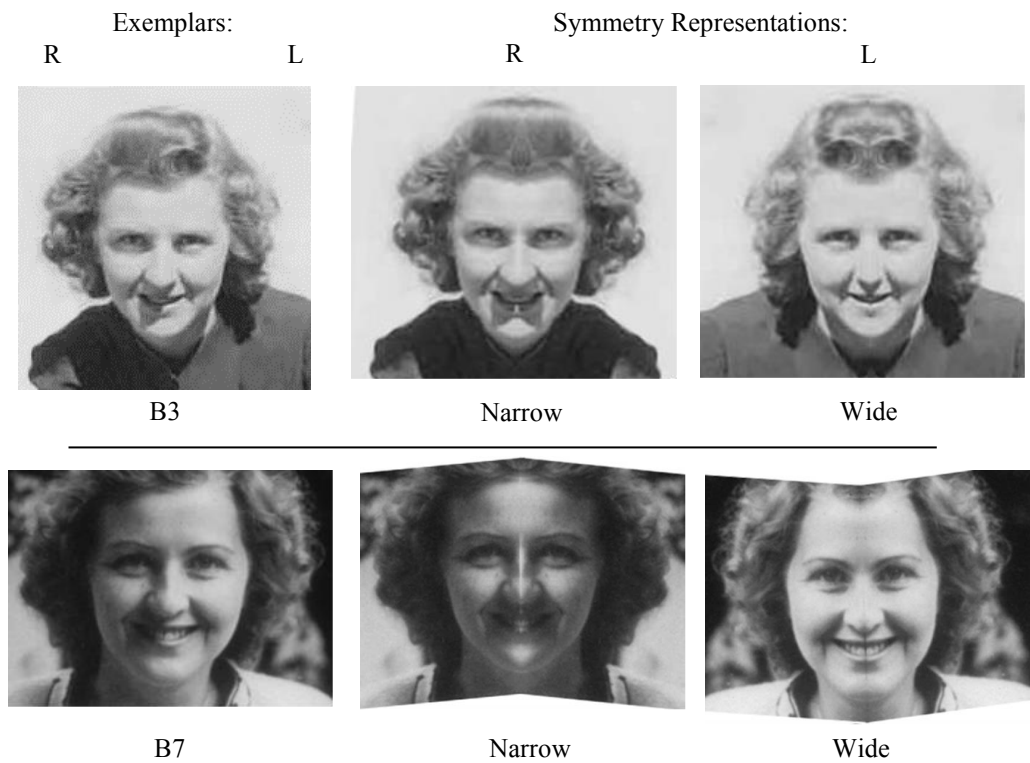 Exemplars: Symmetry Representations:
R L R L
B3 Narrow Wide
B7 Narrow Wide